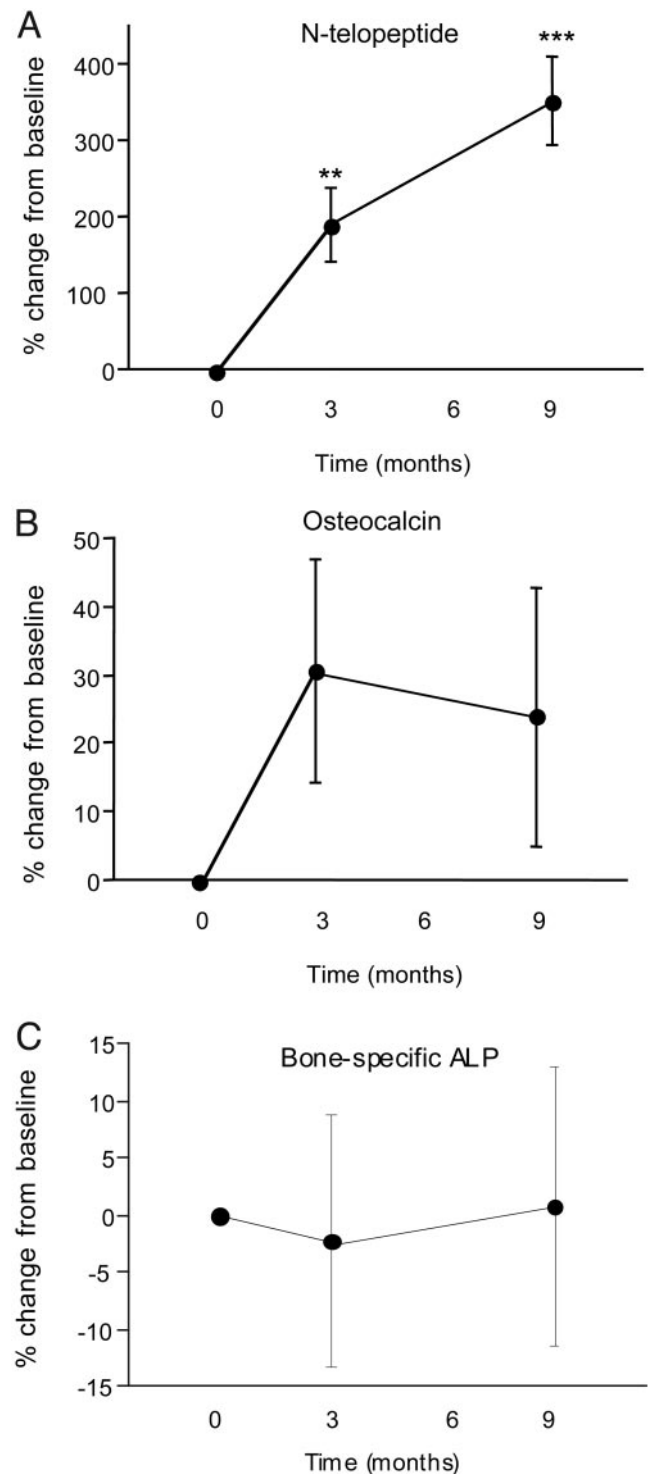 A
N-telopeptide
% change from baseline
400
300
200
100
0
**
***
0 3 6 9
Time (months)
B
Osteocalcin
% change from baseline
50
40
30
20
10
0
0 3 6 9
Time (months)
C
Bone-specific ALP
% change from baseline
15
10
5
0
-5
-10
-15
0 3 6 9
Time (months)